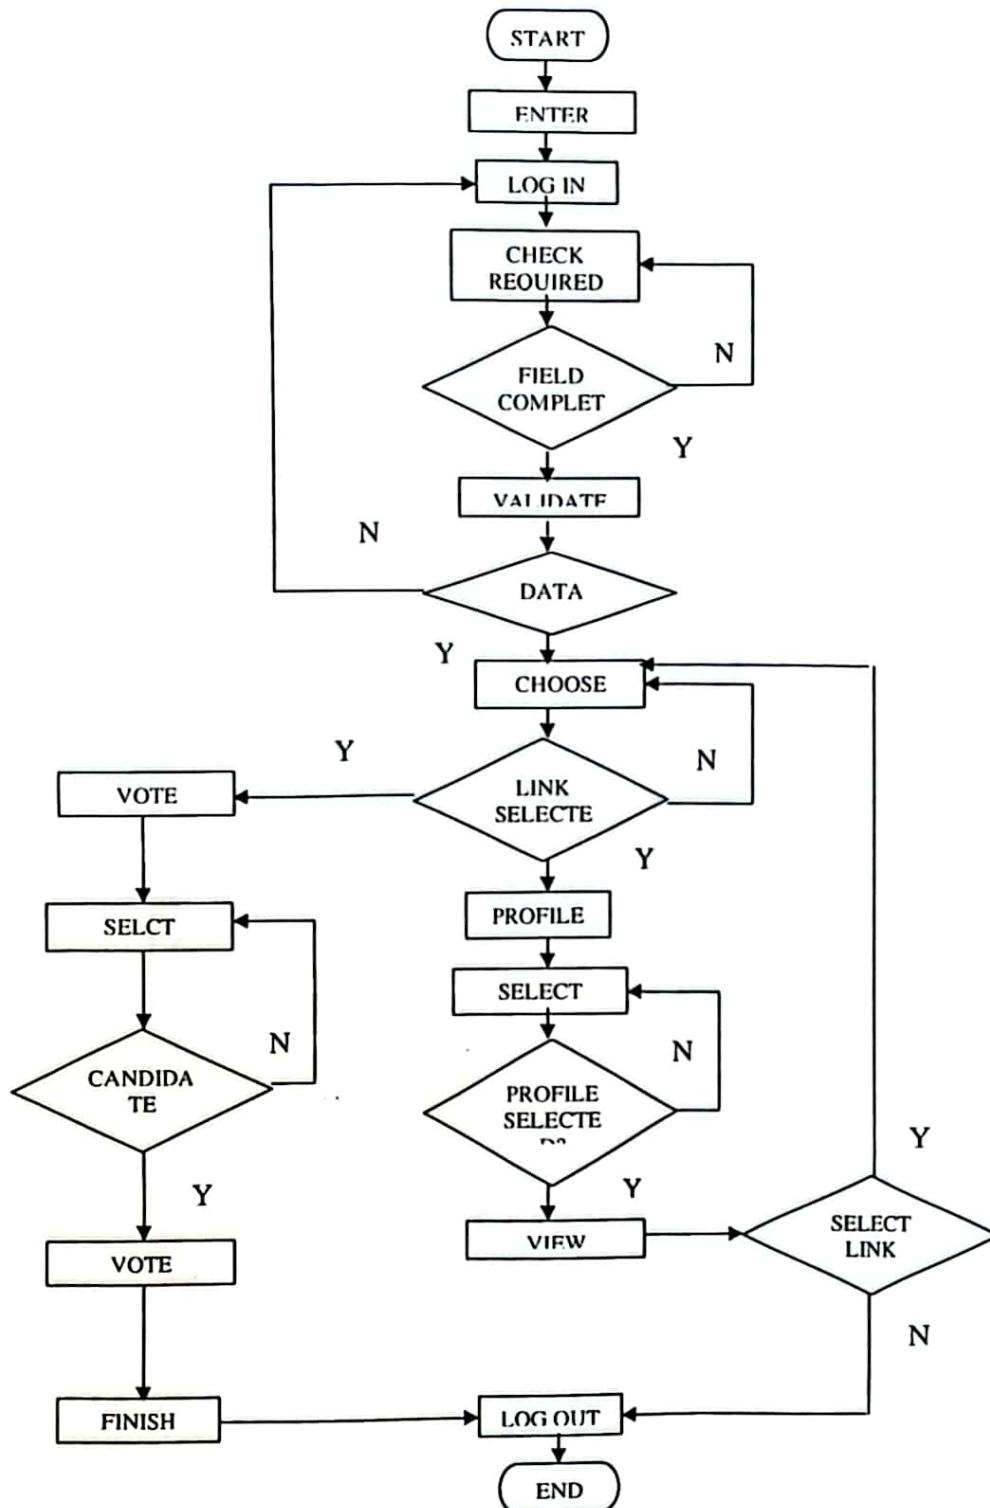 START
ENTER
LOG IN
CHECK
REQUIRED
N
FIELD
COMPLET
Y
VALIDATE
N
DATA
Y
CHOOSE
Y
N
LINK
SELECTE
VOTE
Y
PROFILE
SELCT
SELECT
N
N
CANDIDA
TE
PROFILE
SELECTE
D?
Y
Y
Y
SELECT
LINK
VIEW
VOTE
N
FINISH
LOG OUT
END